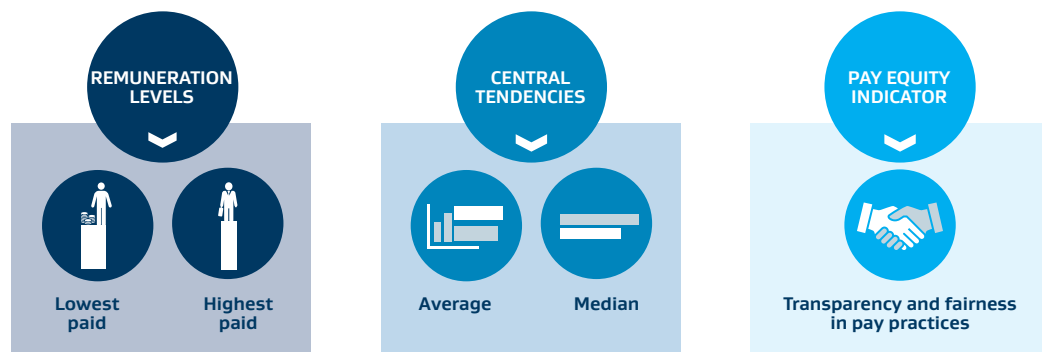 REMUNERATION
LEVELS
Lowest
paid
Highest
paid
CENTRAL
TENDENCIES
Average
Median
PAY EQUITY
INDICATOR
Transparency and fairness
in pay practices